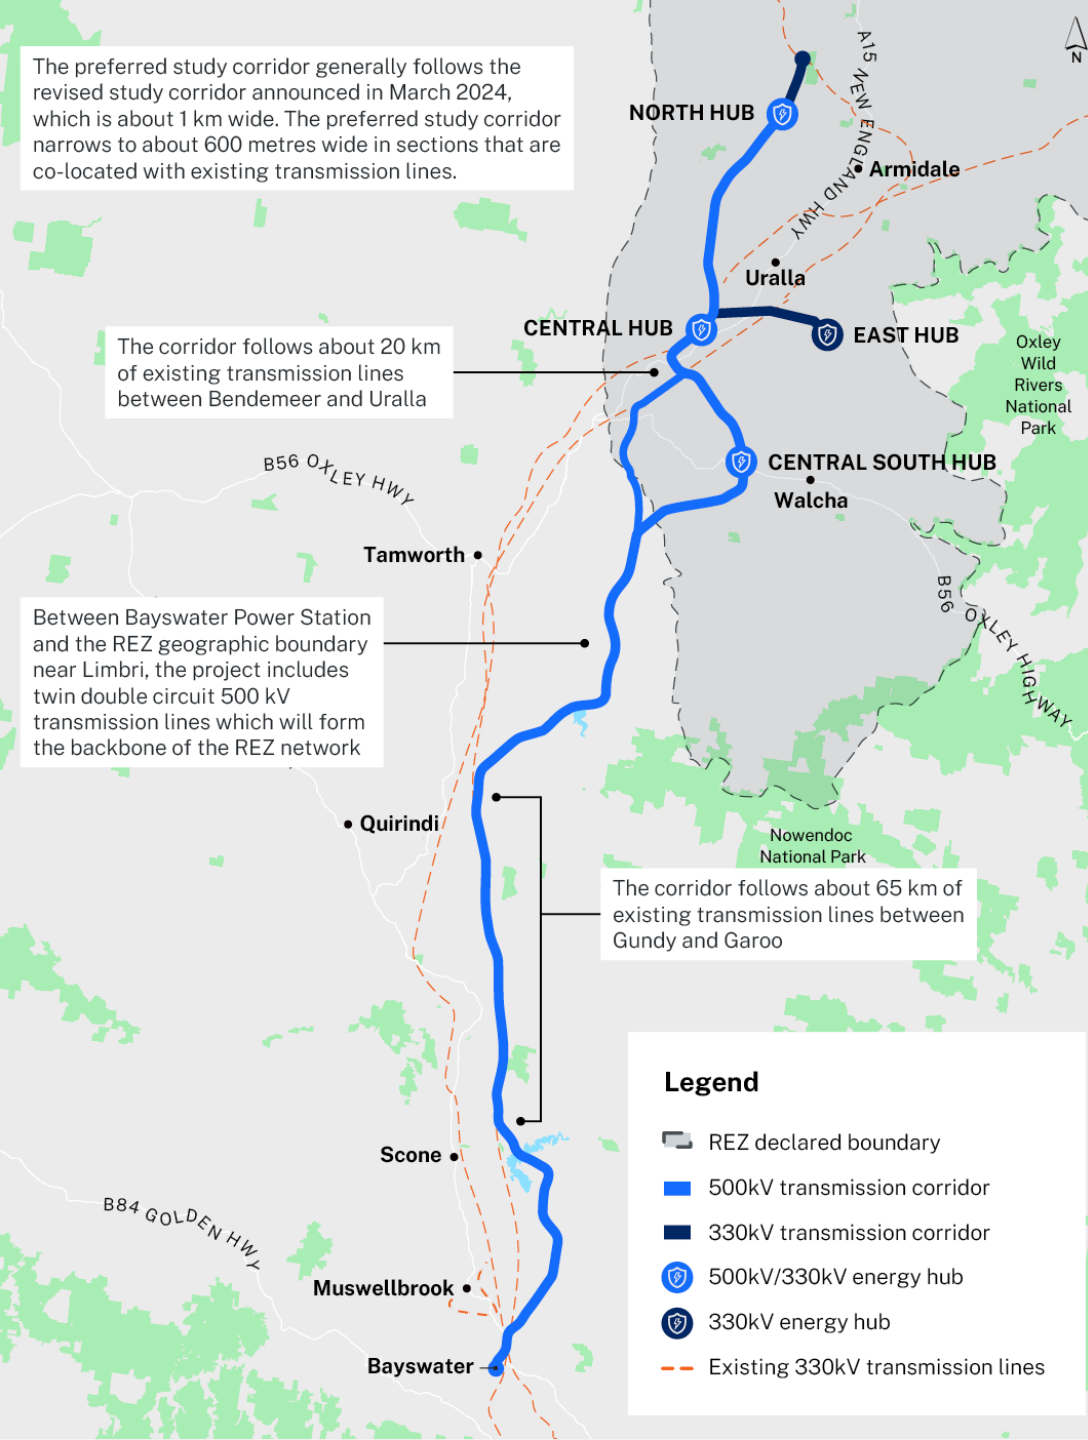 The preferred study corridor generally follows the
revised study corridor announced in March 2024,
which is about 1 km wide. The preferred study corridor
narrows to about 600 metres wide in sections that are
co-located with existing transmission lines.
A15 NEW ENGLAND HWY
N
NORTH HUB
Armidale
Uralla
CENTRAL HUB
EAST HUB
The corridor follows about 20 km
of existing transmission lines
between Bendemeer and Uralla
Oxley
Wild
Rivers
National
Park
B56 OXLEY HWY
CENTRAL SOUTH HUB
Walcha
Tamworth
B56 OXLEY HIGHWAY
Between Bayswater Power Station
and the REZ geographic boundary
near Limbri, the project includes
twin double circuit 500 kV
transmission lines which will form
the backbone of the REZ network
Quirindi
Nowendoc
National Park
The corridor follows about 65 km of
existing transmission lines between
Gundy and Garoo
Scone
B84 GOLDEN HWY
Muswellbrook
Bayswater
Legend
REZ declared boundary
500kV transmission corridor
330kV transmission corridor
500kV/330kV energy hub
330kV energy hub
Existing 330kV transmission lines